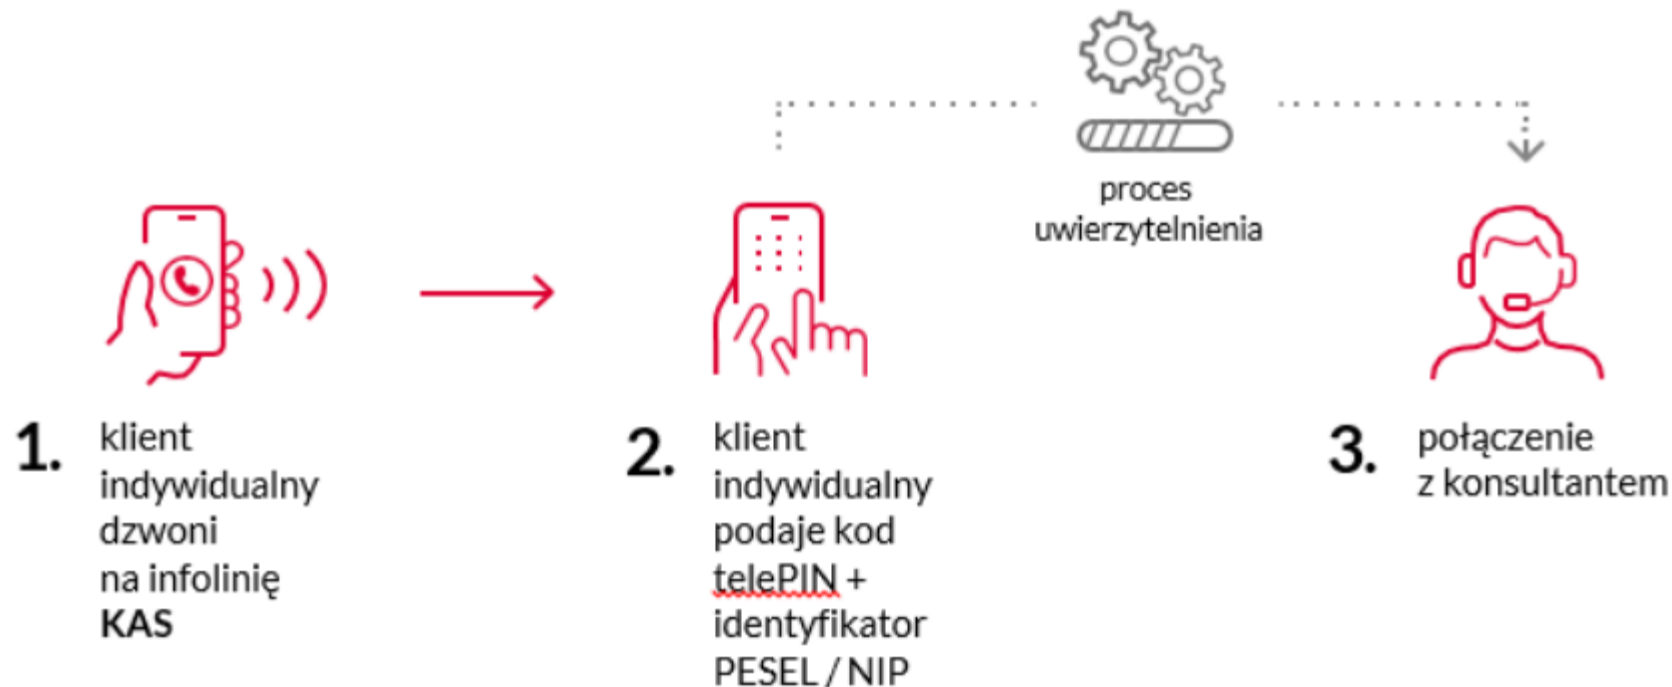 proces
uwierzytelnienia
1. klient
indywidualny
dzwoni
na infolinię
KAS
2. klient
indywidualny
podaje kod
telePIN +
identyfikator
PESEL / NIP
3. połączenie
z konsultantem